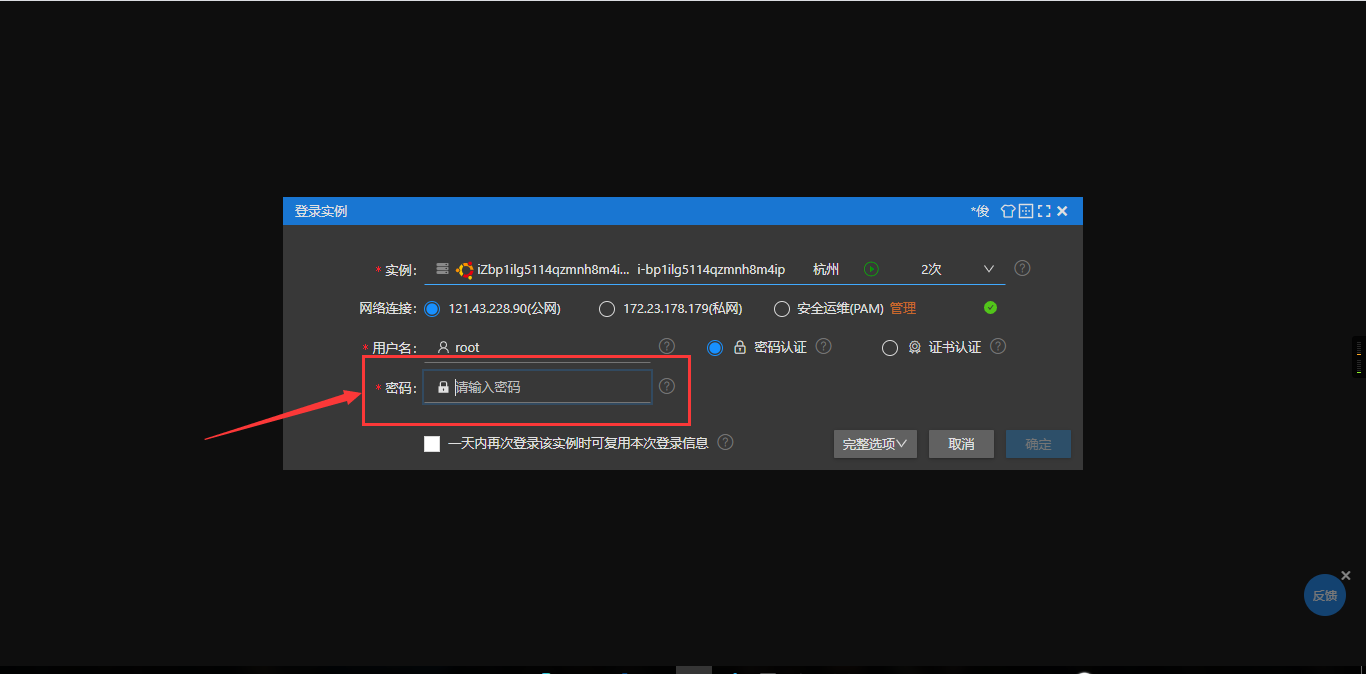 登录实例 *俊
* 实例: iZbp1ilg5114qzmnh8m4i... i-bp1ilg5114qzmnh8m4ip 杭州 2次
网络连接: 121.43.228.90(公网) 172.23.178.179(私网) 安全运维(PAM) 管理
* 用户名: root 密码认证 证书认证
* 密码: 请输入密码
一天内再次登录该实例时可复用本次登录信息 完整选项 取消 确定
反馈